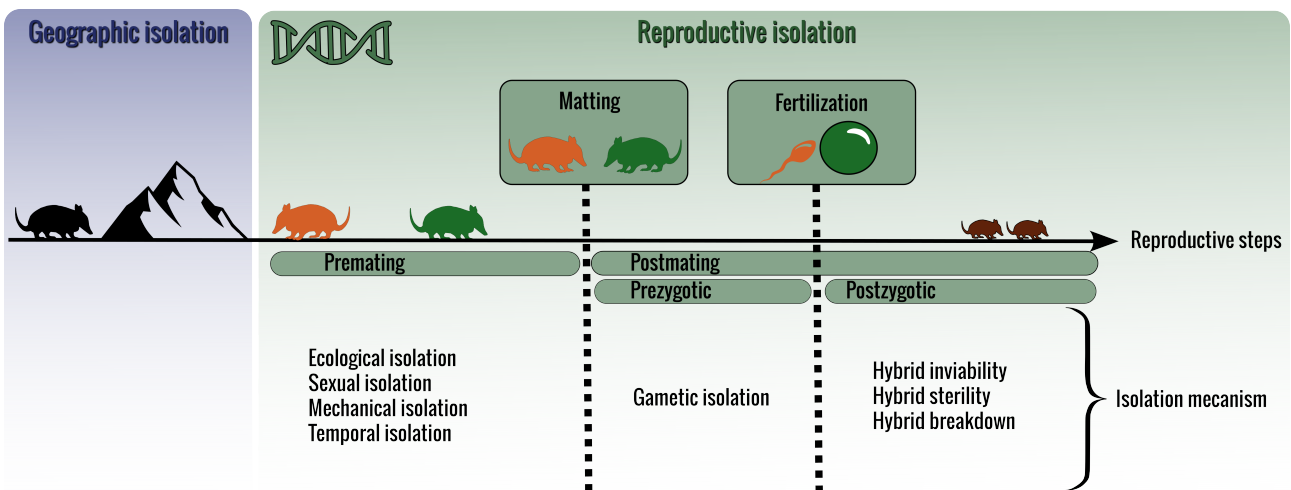 Geographic isolation
Reproductive isolation
Matting
Fertilization
Reproductive steps
Premating
Postmating
Prezygotic
Postzygotic
Ecological isolation
Sexual isolation
Mechanical isolation
Temporal isolation
Gametic isolation
Hybrid inviability
Hybrid sterility
Hybrid breakdown
Isolation mecanism